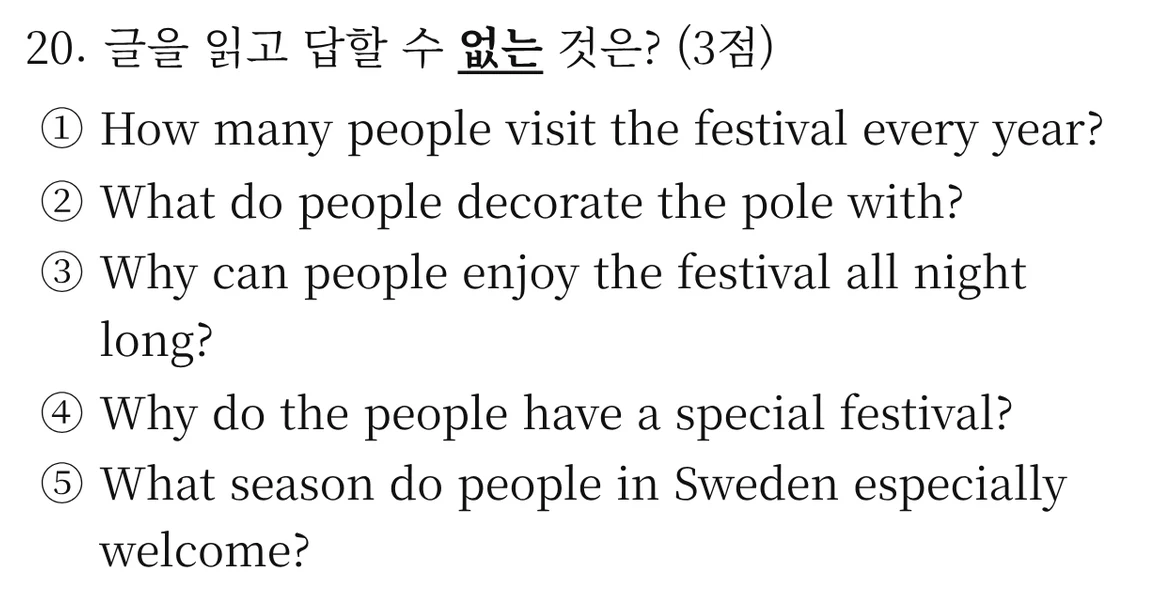 20. 글을 읽고 답할 수 없는 것은? (3점)
① How many people visit the festival every year?
② What do people decorate the pole with?
③ Why can people enjoy the festival all night
long?
④ Why do the people have a special festival?
⑤ What season do people in Sweden especially
welcome?